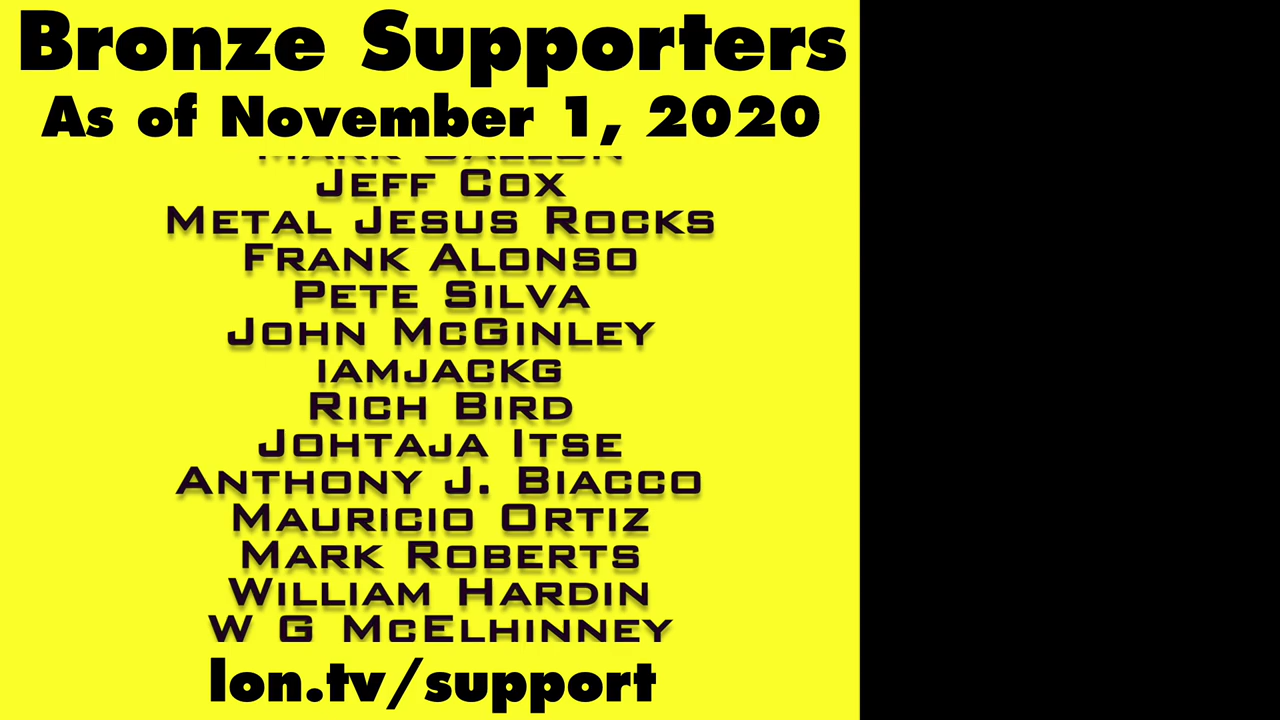 Bronze Supporters
As of November 1, 2020
Jeff Cox
Metal Jesus Rocks
Frank Alonso
Pete Silva
John McGinley
iamjackg
Rich Bird
Johtaja Itse
Anthony J. Biacco
Mauricio Ortiz
Mark Roberts
William Hardin
W G McElhinney
lon.tv/support